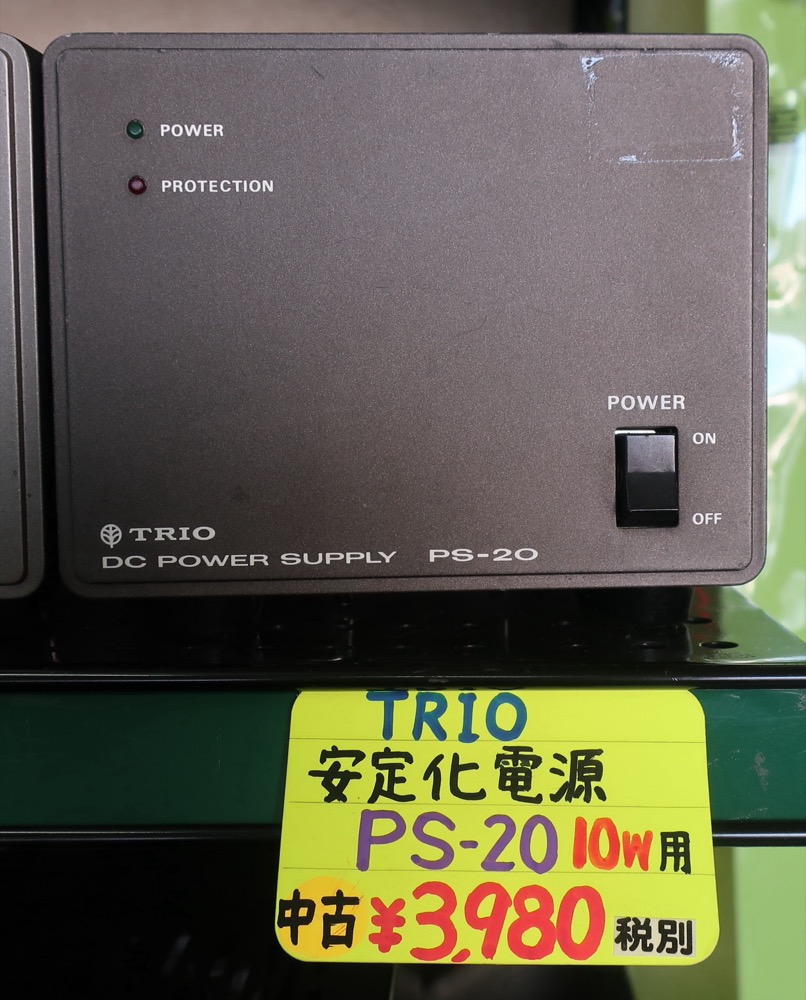 POWER
PROTECTION
POWER
ON
OFF
TRIO
DC POWER SUPPLY PS-20
TRIO
安定化電源
PS-20 10W用
中古 ¥3,980 税別